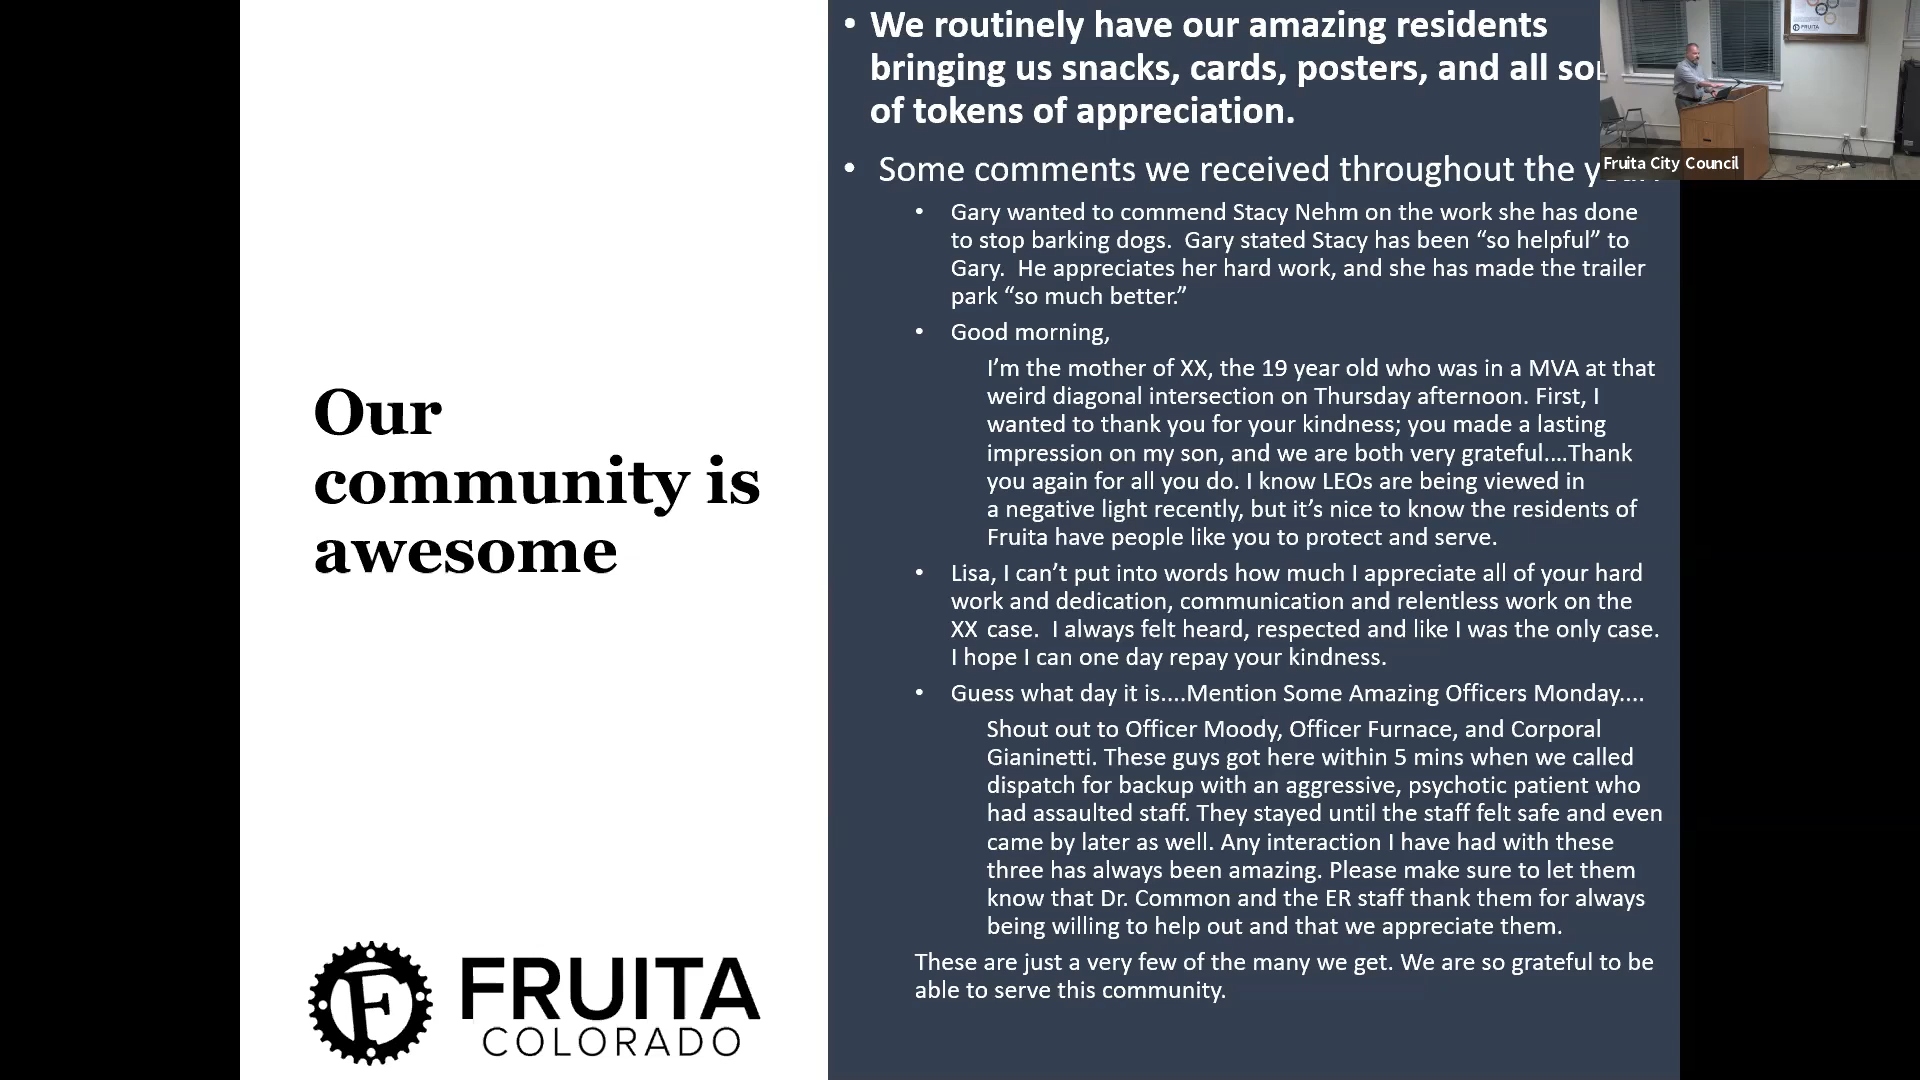 Our
community is
awesome
FRUITA
COLORADO
• We routinely have our amazing residents
bringing us snacks, cards, posters, and all
of tokens of appreciation.
• Some comments we received throughout the
• Gary wanted to commend Stacy Nehm on the work she has done
to stop barking dogs.  Gary stated Stacy has been “so helpful” to
Gary.  He appreciates her hard work, and she has made the trailer
park “so much better.”
• Good morning,
I’m the mother of XX, the 19 year old who was in a MVA at that
weird diagonal intersection on Thursday afternoon. First, I
wanted to thank you for your kindness; you made a lasting
impression on my son, and we are both very grateful....Thank
you again for all you do. I know LEOs are being viewed in
a negative light recently, but it’s nice to know the residents of
Fruita have people like you to protect and serve.
• Lisa, I can’t put into words how much I appreciate all of your hard
work and dedication, communication and relentless work on the
XX case.  I always felt heard, respected and like I was the only case.
I hope I can one day repay your kindness.
• Guess what day it is....Mention Some Amazing Officers Monday....
Shout out to Officer Moody, Officer Furnace, and Corporal
Gianinetti. These guys got here within 5 mins when we called
dispatch for backup with an aggressive, psychotic patient who
had assaulted staff. They stayed until the staff felt safe and even
came by later as well. Any interaction I have had with these
three has always been amazing. Please make sure to let them
know that Dr. Common and the ER staff thank them for always
being willing to help out and that we appreciate them.
These are just a very few of the many we get. We are so grateful to be
able to serve this community.
FRUITA
Fruita City Council